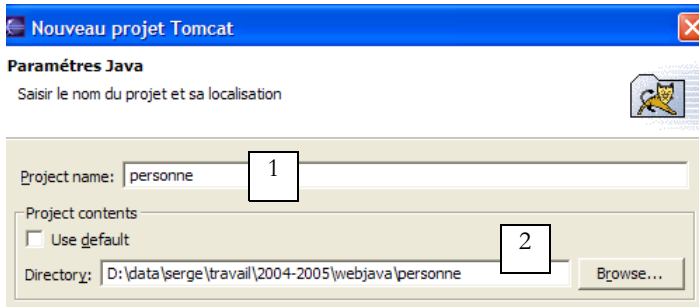 Nouveau projet Tomcat
Paramétres Java
Saisir le nom du projet et sa localisation
Project name: personne
1
Project contents
Use default
2
Directory: D:\data\serge\travail\2004-2005\webjava\personne Browse...